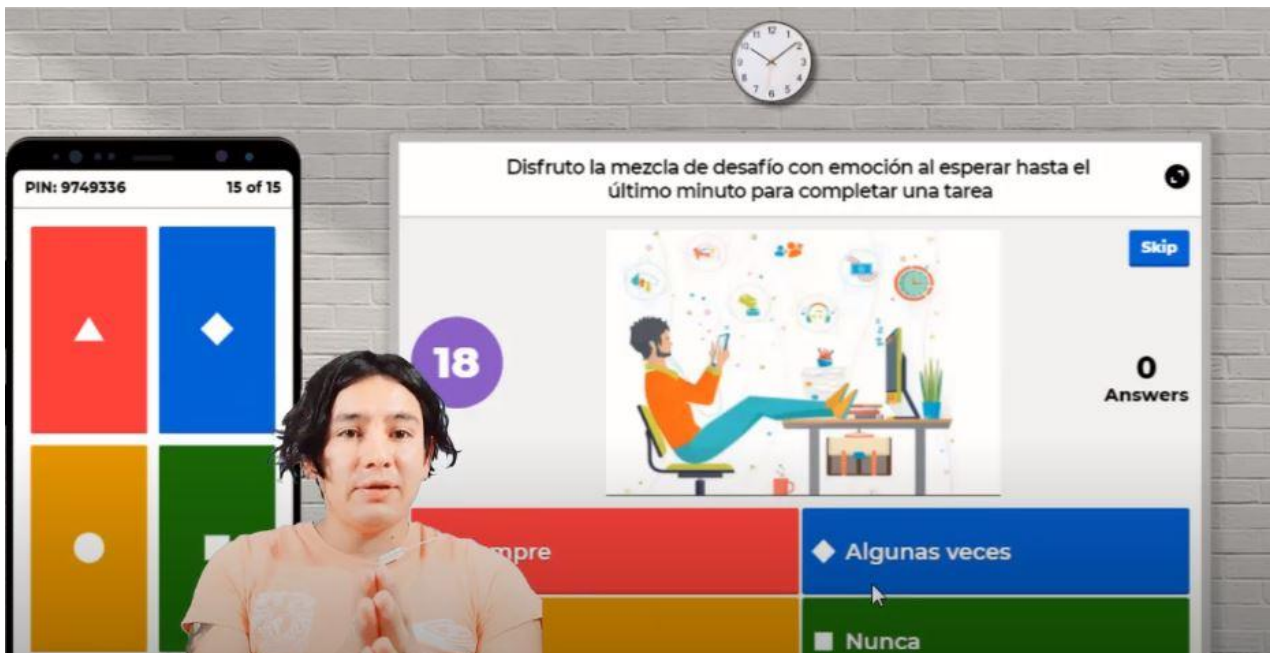 PIN: 9749336
15 of 15
Disfruto la mezcla de desafío con emoción al esperar hasta el
último minuto para completar una tarea
Skip
18
0
Answers
Algunas veces
Nunca